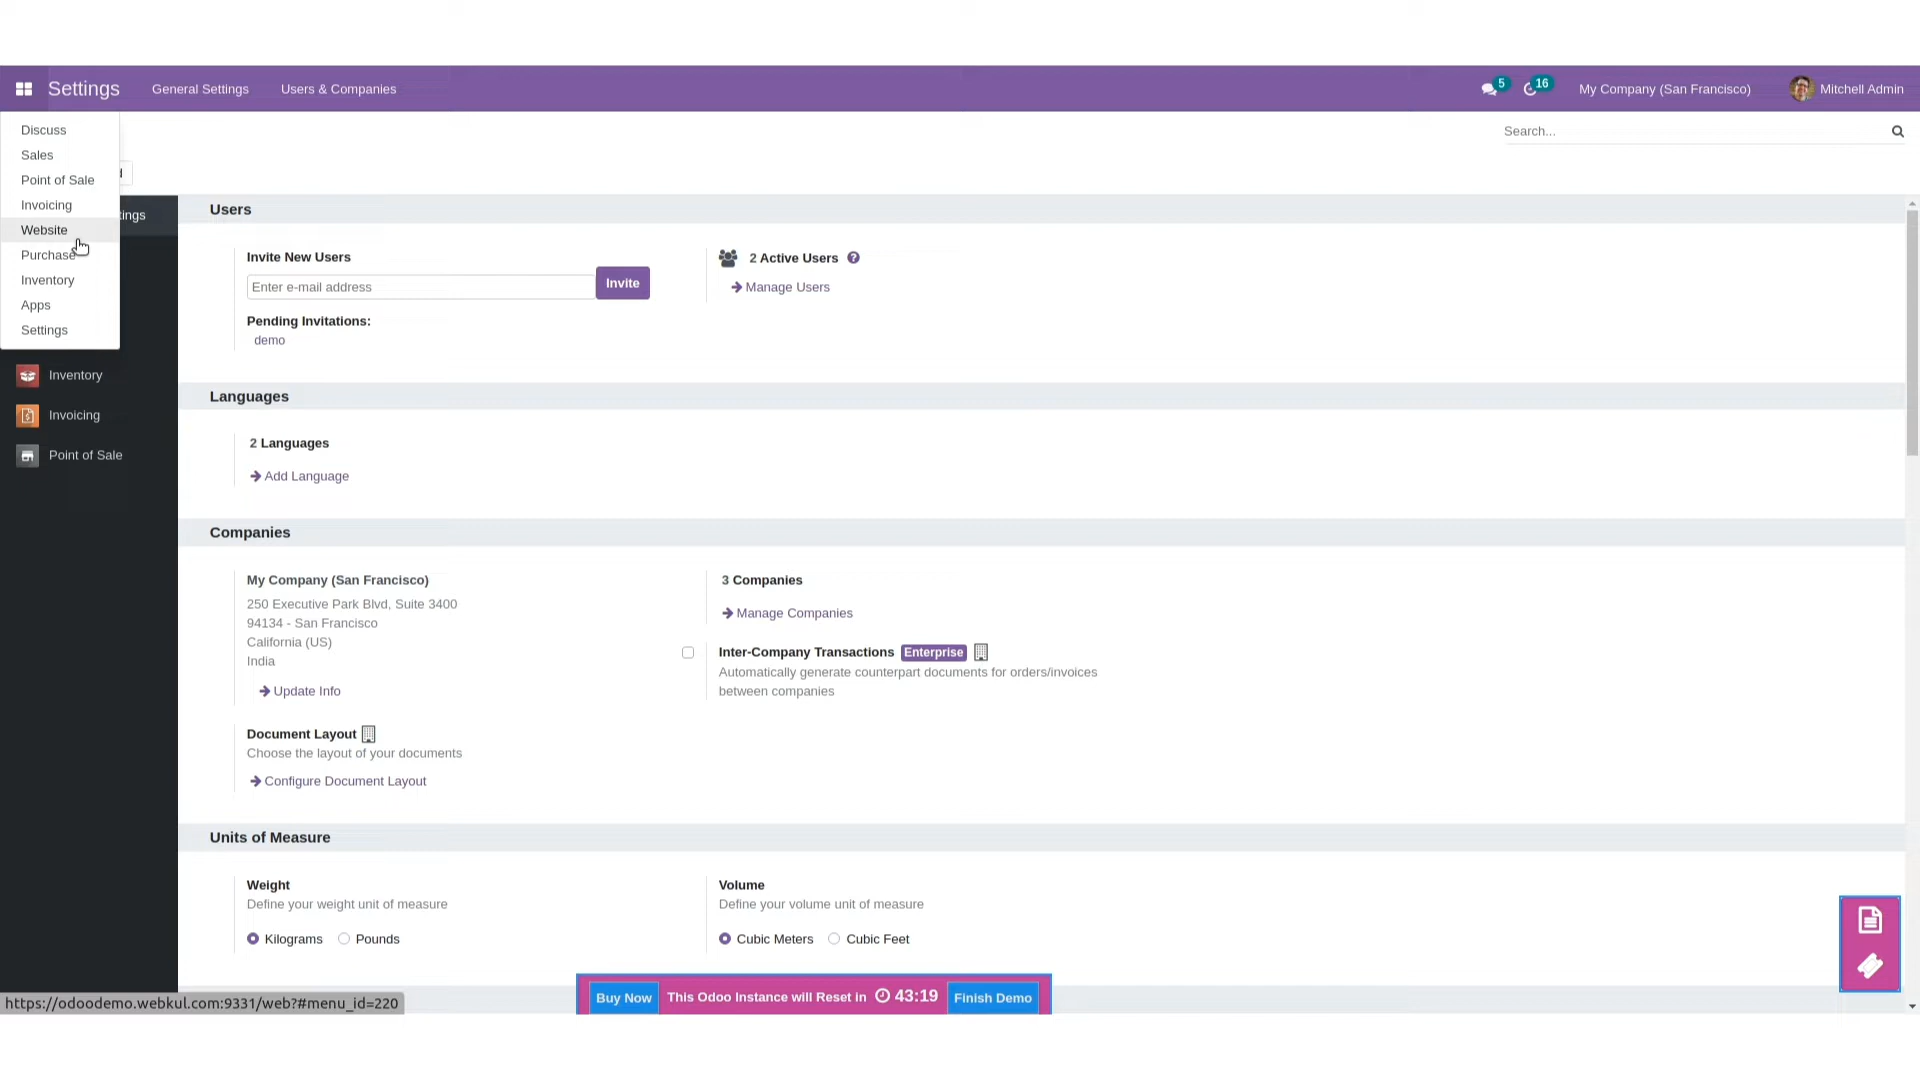 Settings General Settings Users & Companies 5 16 My Company (San Francisco) Mitchell Admin
Search...
Discuss
Sales
Point of Sale
Invoicing
Website
Purchase
Inventory
Apps
Settings
tings
Inventory
Invoicing
Point of Sale
Users
Invite New Users
Enter e-mail address Invite
Pending Invitations:
demo
2 Active Users ?
Manage Users
Languages
2 Languages
Add Language
Companies
My Company (San Francisco)
250 Executive Park Blvd, Suite 3400
94134 - San Francisco
California (US)
India
Update Info
3 Companies
Manage Companies
Inter-Company Transactions Enterprise
Automatically generate counterpart documents for orders/invoices
between companies
Document Layout
Choose the layout of your documents
Configure Document Layout
Units of Measure
Weight
Define your weight unit of measure
Kilograms Pounds
Volume
Define your volume unit of measure
Cubic Meters Cubic Feet
https://odoodemo.webkul.com:9331/web?#menu_id=220
Buy Now This Odoo Instance will Reset in 43:19 Finish Demo